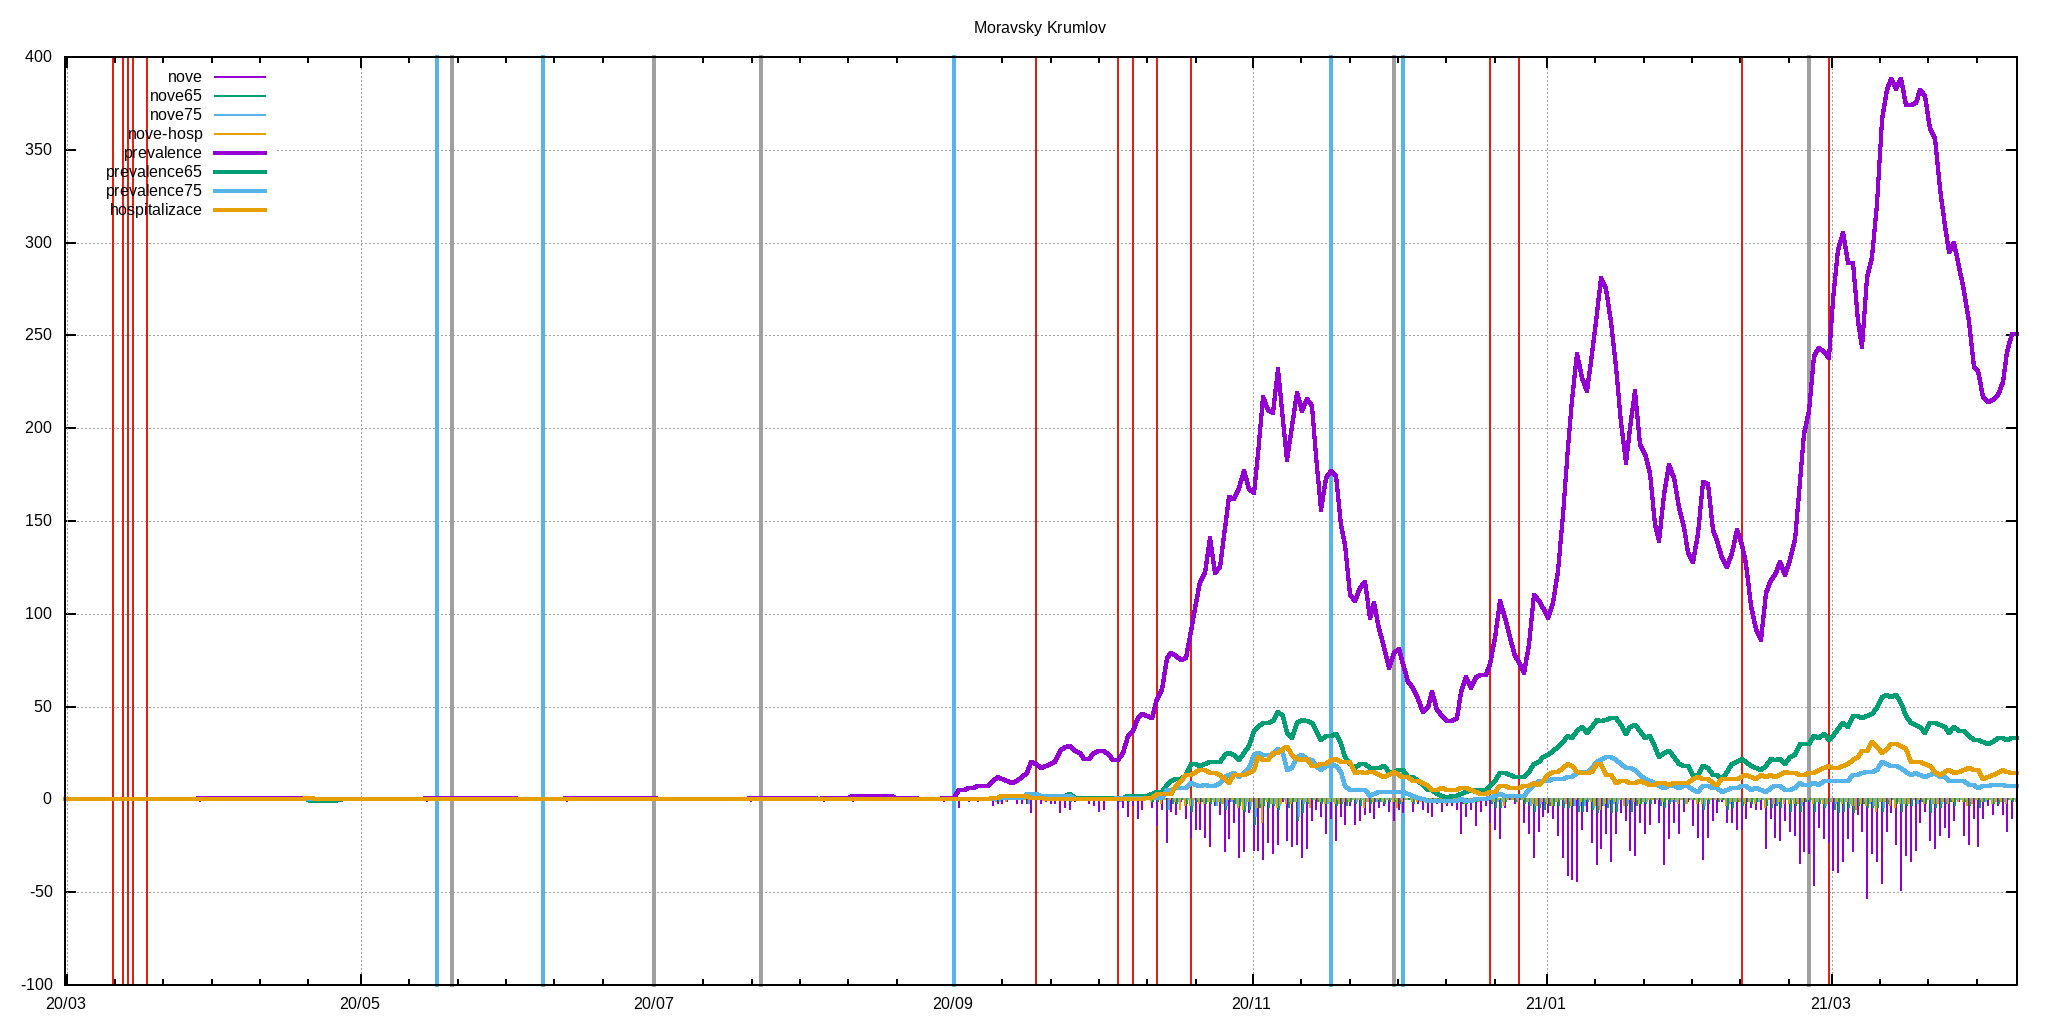 Moravsky Krumlov
400
350
300
250
200
150
100
50
0
-50
-100
nove
nove65
nove75
nove-hosp
prevalence
prevalence65
prevalence75
hospitalizace
20/03 20/05 20/07 20/09 20/11 21/01 21/03